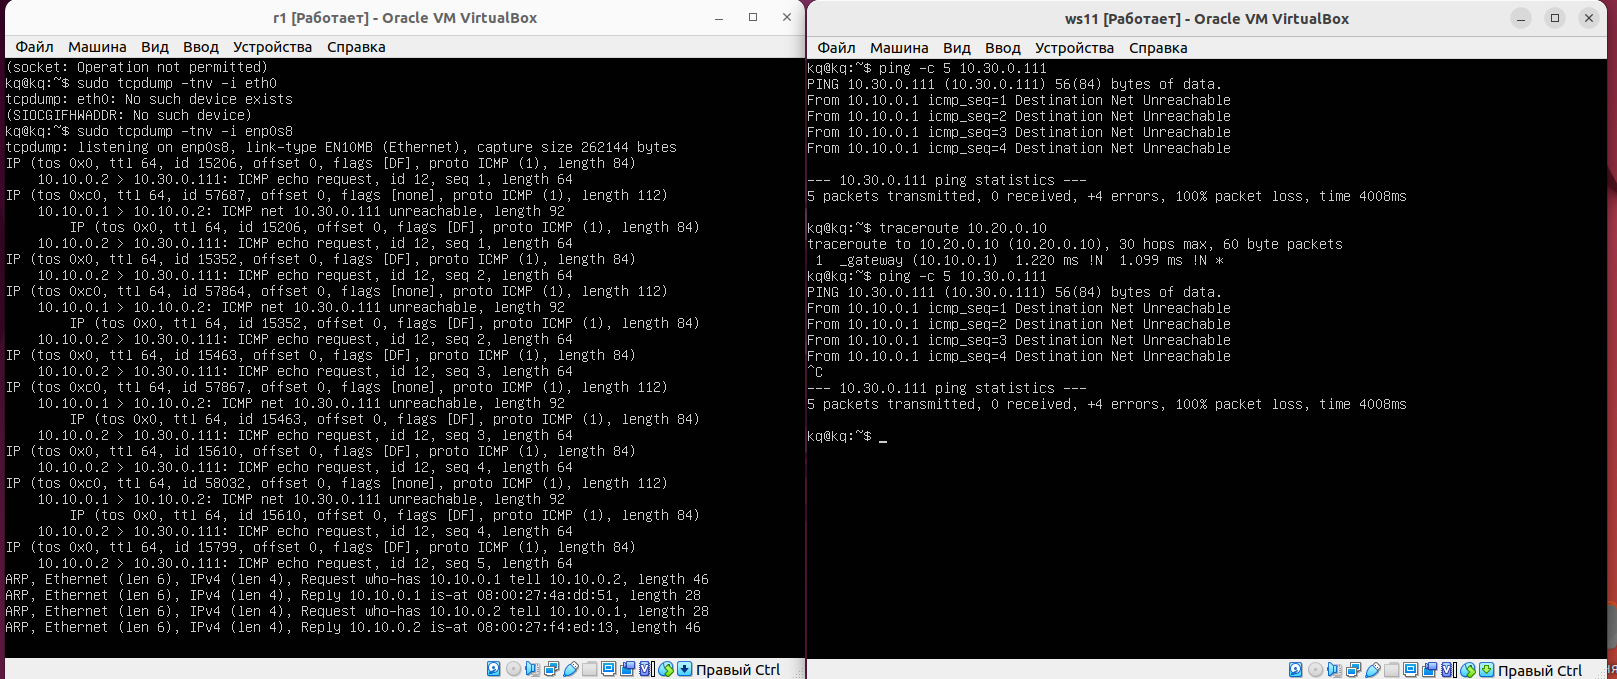 r1 [Работает] - Oracle VM VirtualBox
Файл Машина Вид Ввод Устройства Справка
(socket: Operation not permitted)
kq@kq:~$ sudo tcpdump -tnv -i eth0
tcpdump: eth0: No such device exists
(SIOCGIFHWADDR: No such device)
kq@kq:~$ sudo tcpdump -tnv -i enp0s8
tcpdump: listening on enp0s8, link-type EN10MB (Ethernet), capture size 262144 bytes
IP (tos 0x0, ttl 64, id 15206, offset 0, flags [DF], proto ICMP (1), length 84)
    10.10.0.2 > 10.30.0.111: ICMP echo request, id 12, seq 1, length 64
IP (tos 0xc0, ttl 64, id 57687, offset 0, flags [none], proto ICMP (1), length 112)
    10.10.0.1 > 10.10.0.2: ICMP net 10.30.0.111 unreachable, length 92
        IP (tos 0x0, ttl 64, id 15206, offset 0, flags [DF], proto ICMP (1), length 84)
    10.10.0.2 > 10.30.0.111: ICMP echo request, id 12, seq 1, length 64
IP (tos 0x0, ttl 64, id 15352, offset 0, flags [DF], proto ICMP (1), length 84)
    10.10.0.2 > 10.30.0.111: ICMP echo request, id 12, seq 2, length 64
IP (tos 0xc0, ttl 64, id 57864, offset 0, flags [none], proto ICMP (1), length 112)
    10.10.0.1 > 10.10.0.2: ICMP net 10.30.0.111 unreachable, length 92
        IP (tos 0x0, ttl 64, id 15352, offset 0, flags [DF], proto ICMP (1), length 84)
    10.10.0.2 > 10.30.0.111: ICMP echo request, id 12, seq 2, length 64
IP (tos 0x0, ttl 64, id 15463, offset 0, flags [DF], proto ICMP (1), length 84)
    10.10.0.2 > 10.30.0.111: ICMP echo request, id 12, seq 3, length 64
IP (tos 0xc0, ttl 64, id 57867, offset 0, flags [none], proto ICMP (1), length 112)
    10.10.0.1 > 10.10.0.2: ICMP net 10.30.0.111 unreachable, length 92
        IP (tos 0x0, ttl 64, id 15463, offset 0, flags [DF], proto ICMP (1), length 84)
    10.10.0.2 > 10.30.0.111: ICMP echo request, id 12, seq 3, length 64
IP (tos 0x0, ttl 64, id 15610, offset 0, flags [DF], proto ICMP (1), length 84)
    10.10.0.2 > 10.30.0.111: ICMP echo request, id 12, seq 4, length 64
IP (tos 0xc0, ttl 64, id 58032, offset 0, flags [none], proto ICMP (1), length 112)
    10.10.0.1 > 10.10.0.2: ICMP net 10.30.0.111 unreachable, length 92
        IP (tos 0x0, ttl 64, id 15610, offset 0, flags [DF], proto ICMP (1), length 84)
    10.10.0.2 > 10.30.0.111: ICMP echo request, id 12, seq 4, length 64
IP (tos 0x0, ttl 64, id 15799, offset 0, flags [DF], proto ICMP (1), length 84)
    10.10.0.2 > 10.30.0.111: ICMP echo request, id 12, seq 5, length 64
ARP, Ethernet (len 6), IPv4 (len 4), Request who-has 10.10.0.1 tell 10.10.0.2, length 46
ARP, Ethernet (len 6), IPv4 (len 4), Reply 10.10.0.1 is-at 08:00:27:4a:dd:51, length 28
ARP, Ethernet (len 6), IPv4 (len 4), Request who-has 10.10.0.2 tell 10.10.0.1, length 28
ARP, Ethernet (len 6), IPv4 (len 4), Reply 10.10.0.2 is-at 08:00:27:f4:ed:13, length 46
Правый Ctrl
ws11 [Работает] - Oracle VM VirtualBox
Файл Машина Вид Ввод Устройства Справка
kq@kq:~$ ping -c 5 10.30.0.111
PING 10.30.0.111 (10.30.0.111) 56(84) bytes of data.
From 10.10.0.1 icmp_seq=1 Destination Net Unreachable
From 10.10.0.1 icmp_seq=2 Destination Net Unreachable
From 10.10.0.1 icmp_seq=3 Destination Net Unreachable
From 10.10.0.1 icmp_seq=4 Destination Net Unreachable
--- 10.30.0.111 ping statistics ---
5 packets transmitted, 0 received, +4 errors, 100% packet loss, time 4008ms
kq@kq:~$ traceroute 10.20.0.10
traceroute to 10.20.0.10 (10.20.0.10), 30 hops max, 60 byte packets
 1  _gateway (10.10.0.1)  1.220 ms !N  1.099 ms !N *
kq@kq:~$ ping -c 5 10.30.0.111
PING 10.30.0.111 (10.30.0.111) 56(84) bytes of data.
From 10.10.0.1 icmp_seq=1 Destination Net Unreachable
From 10.10.0.1 icmp_seq=2 Destination Net Unreachable
From 10.10.0.1 icmp_seq=3 Destination Net Unreachable
From 10.10.0.1 icmp_seq=4 Destination Net Unreachable
^C
--- 10.30.0.111 ping statistics ---
5 packets transmitted, 0 received, +4 errors, 100% packet loss, time 4008ms
kq@kq:~$ _
Правый Ctrl